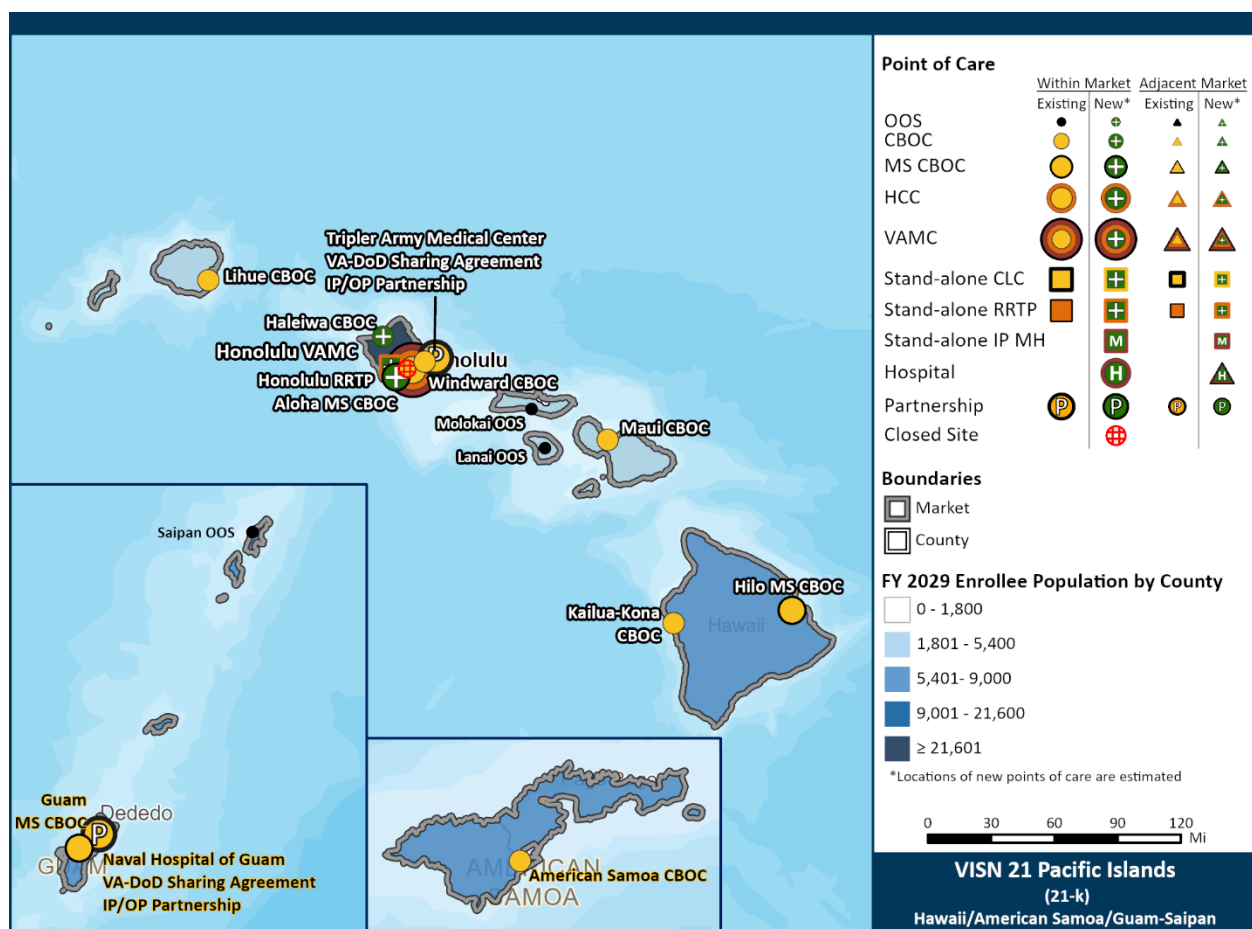 Tripler Army Medical Center
VA-DoD Sharing Agreement
IP/OP Partnership
Lihue CBOC
Haleiwa CBOC
Honolulu VAMC
nolulu
Honolulu RRTP
Windward CBOC
Aloha MS CBOC
Molokai OOS
Maui CBOC
Lanai OOS
Hilo MS CBOC
Kailua-Kona
CBOC
Hawaii
Saipan OOS
Guam
MS CBOC
Dededo
P
GUAM
Naval Hospital of Guam
VA-DoD Sharing Agreement
IP/OP Partnership
AMERICAN
SAMOA
American Samoa CBOC
Point of Care
Within Market Adjacent Market
Existing New* Existing New*
OOS
CBOC
MS CBOC
HCC
VAMC
Stand-alone CLC
Stand-alone RRTP
Stand-alone IP MH M M
Hospital H H
Partnership P P P P
Closed Site
Boundaries
Market
County
FY 2029 Enrollee Population by County
0 - 1,800
1,801 - 5,400
5,401- 9,000
9,001 - 21,600
≥ 21,601
*Locations of new points of care are estimated
0 30 60 90 120
Mi
VISN 21 Pacific Islands
(21-k)
Hawaii/American Samoa/Guam-Saipan